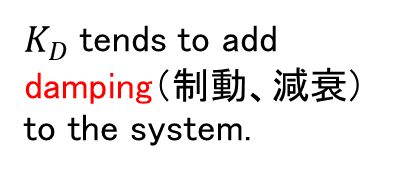 K_D tends to add
damping(制動、減衰)
to the system.